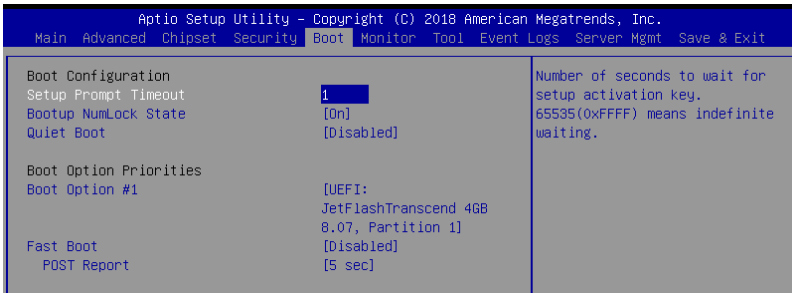 Aptio Setup Utility – Copyright (C) 2018 American Megatrends, Inc.
Main Advanced Chipset Security Boot Monitor Tool Event Logs Server Mgmt Save & Exit
Boot Configuration
Setup Prompt Timeout 1
Bootup NumLock State [On]
Quiet Boot [Disabled]
Boot Option Priorities
Boot Option #1 [UEFI:
JetFlashTranscend 4GB
8.07, Partition 1]
Fast Boot [Disabled]
POST Report [5 sec]
Number of seconds to wait for
setup activation key.
65535(0xFFFF) means indefinite
waiting.